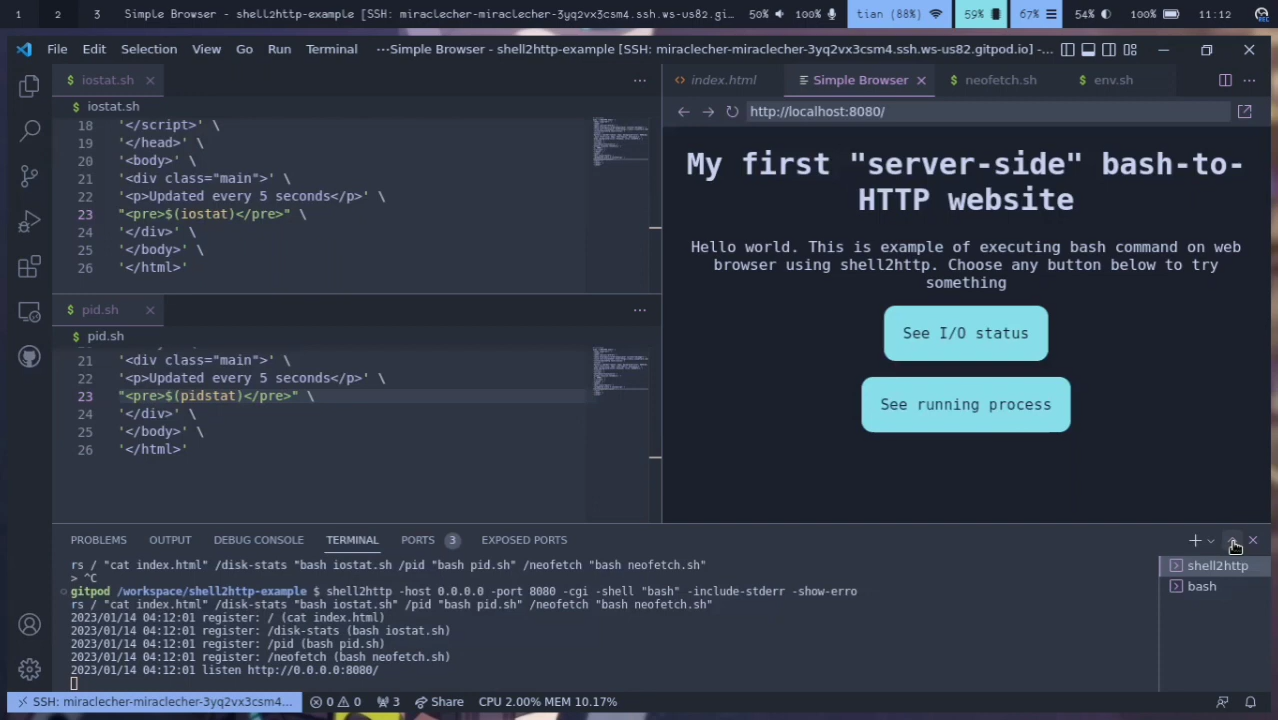 1 2 3 Simple Browser - shell2http-example [SSH: miraclecher-miraclecher-3yq2vx3csm4.ssh.ws-us82.gi… 50% 100% tian (88%) 59% 67% 54% 100% 11:12
File Edit Selection View Go Run Terminal ··· Simple Browser - shell2http-example [SSH: miraclecher-miraclecher-3yq2vx3csm4.ssh.ws-us82.gitpod.io] -...
$ iostat.sh
$ iostat.sh
18 '</script>' \
19 '</head>' \
20 '<body>' \
21 '<div class="main">' \
22 '<p>Updated every 5 seconds</p>' \
23 "<pre>$(iostat)</pre>" \
24 '</div>' \
25 '</body>' \
26 '</html>'
$ pid.sh
$ pid.sh
21 '<div class="main">' \
22 '<p>Updated every 5 seconds</p>' \
23 "<pre>$(pidstat)</pre>" \
24 '</div>' \
25 '</body>' \
26 '</html>'
index.html Simple Browser $ neofetch.sh $ env.sh
http://localhost:8080/
My first "server-side" bash-to-
HTTP website
Hello world. This is example of executing bash command on web
browser using shell2http. Choose any button below to try
something
See I/O status
See running process
PROBLEMS OUTPUT DEBUG CONSOLE TERMINAL PORTS 3 EXPOSED PORTS
rs / "cat index.html" /disk-stats "bash iostat.sh" /pid "bash pid.sh" /neofetch "bash neofetch.sh"
> ^C
gitpod /workspace/shell2http-example $ shell2http -host 0.0.0.0 -port 8080 -cgi -shell "bash" -include-stderr -show-erro
rs / "cat index.html" /disk-stats "bash iostat.sh" /pid "bash pid.sh" /neofetch "bash neofetch.sh"
2023/01/14 04:12:01 register: / (cat index.html)
2023/01/14 04:12:01 register: /disk-stats (bash iostat.sh)
2023/01/14 04:12:01 register: /pid (bash pid.sh)
2023/01/14 04:12:01 register: /neofetch (bash neofetch.sh)
2023/01/14 04:12:01 listen http://0.0.0.0:8080/
shell2http
bash
SSH: miraclecher-miraclecher-3yq2vx3csm4... 0 0 3 Share CPU 2.00% MEM 10.17%